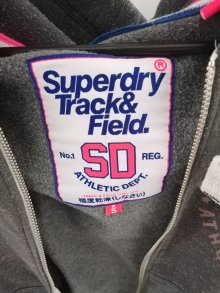 Superdry®
Track&
Field.
No.1 SD REG.
ATHLETIC DEPT.
極度乾燥(しなさい)
S